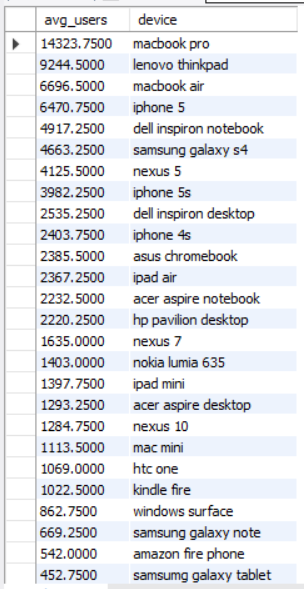 avg_users device
14323.7500 macbook pro
9244.5000 lenovo thinkpad
6696.5000 macbook air
6470.7500 iphone 5
4917.2500 dell inspiron notebook
4663.2500 samsung galaxy s4
4125.5000 nexus 5
3982.2500 iphone 5s
2535.2500 dell inspiron desktop
2403.7500 iphone 4s
2385.5000 asus chromebook
2367.2500 ipad air
2232.5000 acer aspire notebook
2220.2500 hp pavilion desktop
1635.0000 nexus 7
1403.0000 nokia lumia 635
1397.7500 ipad mini
1293.2500 acer aspire desktop
1284.7500 nexus 10
1113.5000 mac mini
1069.0000 htc one
1022.5000 kindle fire
862.7500 windows surface
669.2500 samsung galaxy note
542.0000 amazon fire phone
452.7500 samsumg galaxy tablet